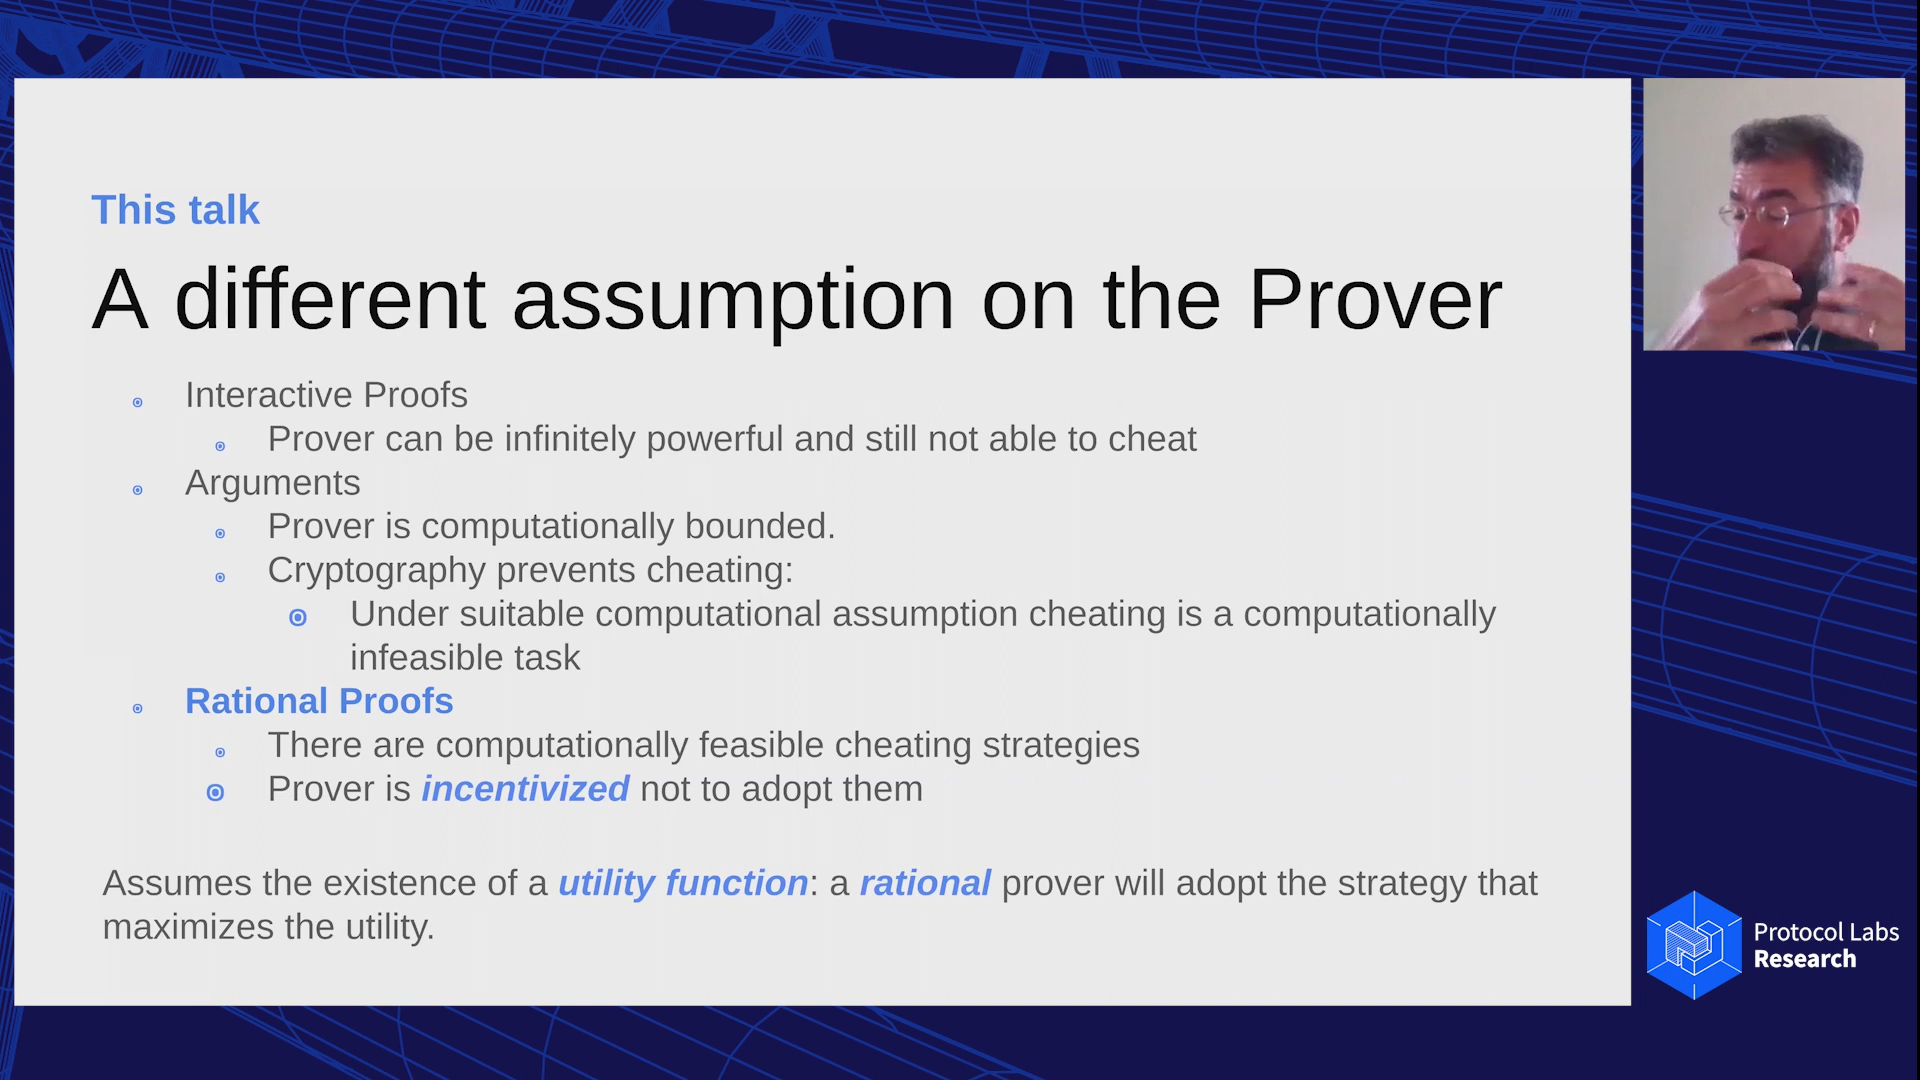 This talk
A different assumption on the Prover
Interactive Proofs
Prover can be infinitely powerful and still not able to cheat
Arguments
Prover is computationally bounded.
Cryptography prevents cheating:
Under suitable computational assumption cheating is a computationally
infeasible task
Rational Proofs
There are computationally feasible cheating strategies
Prover is incentivized not to adopt them
Assumes the existence of a utility function: a rational prover will adopt the strategy that
maximizes the utility.
Protocol Labs
Research